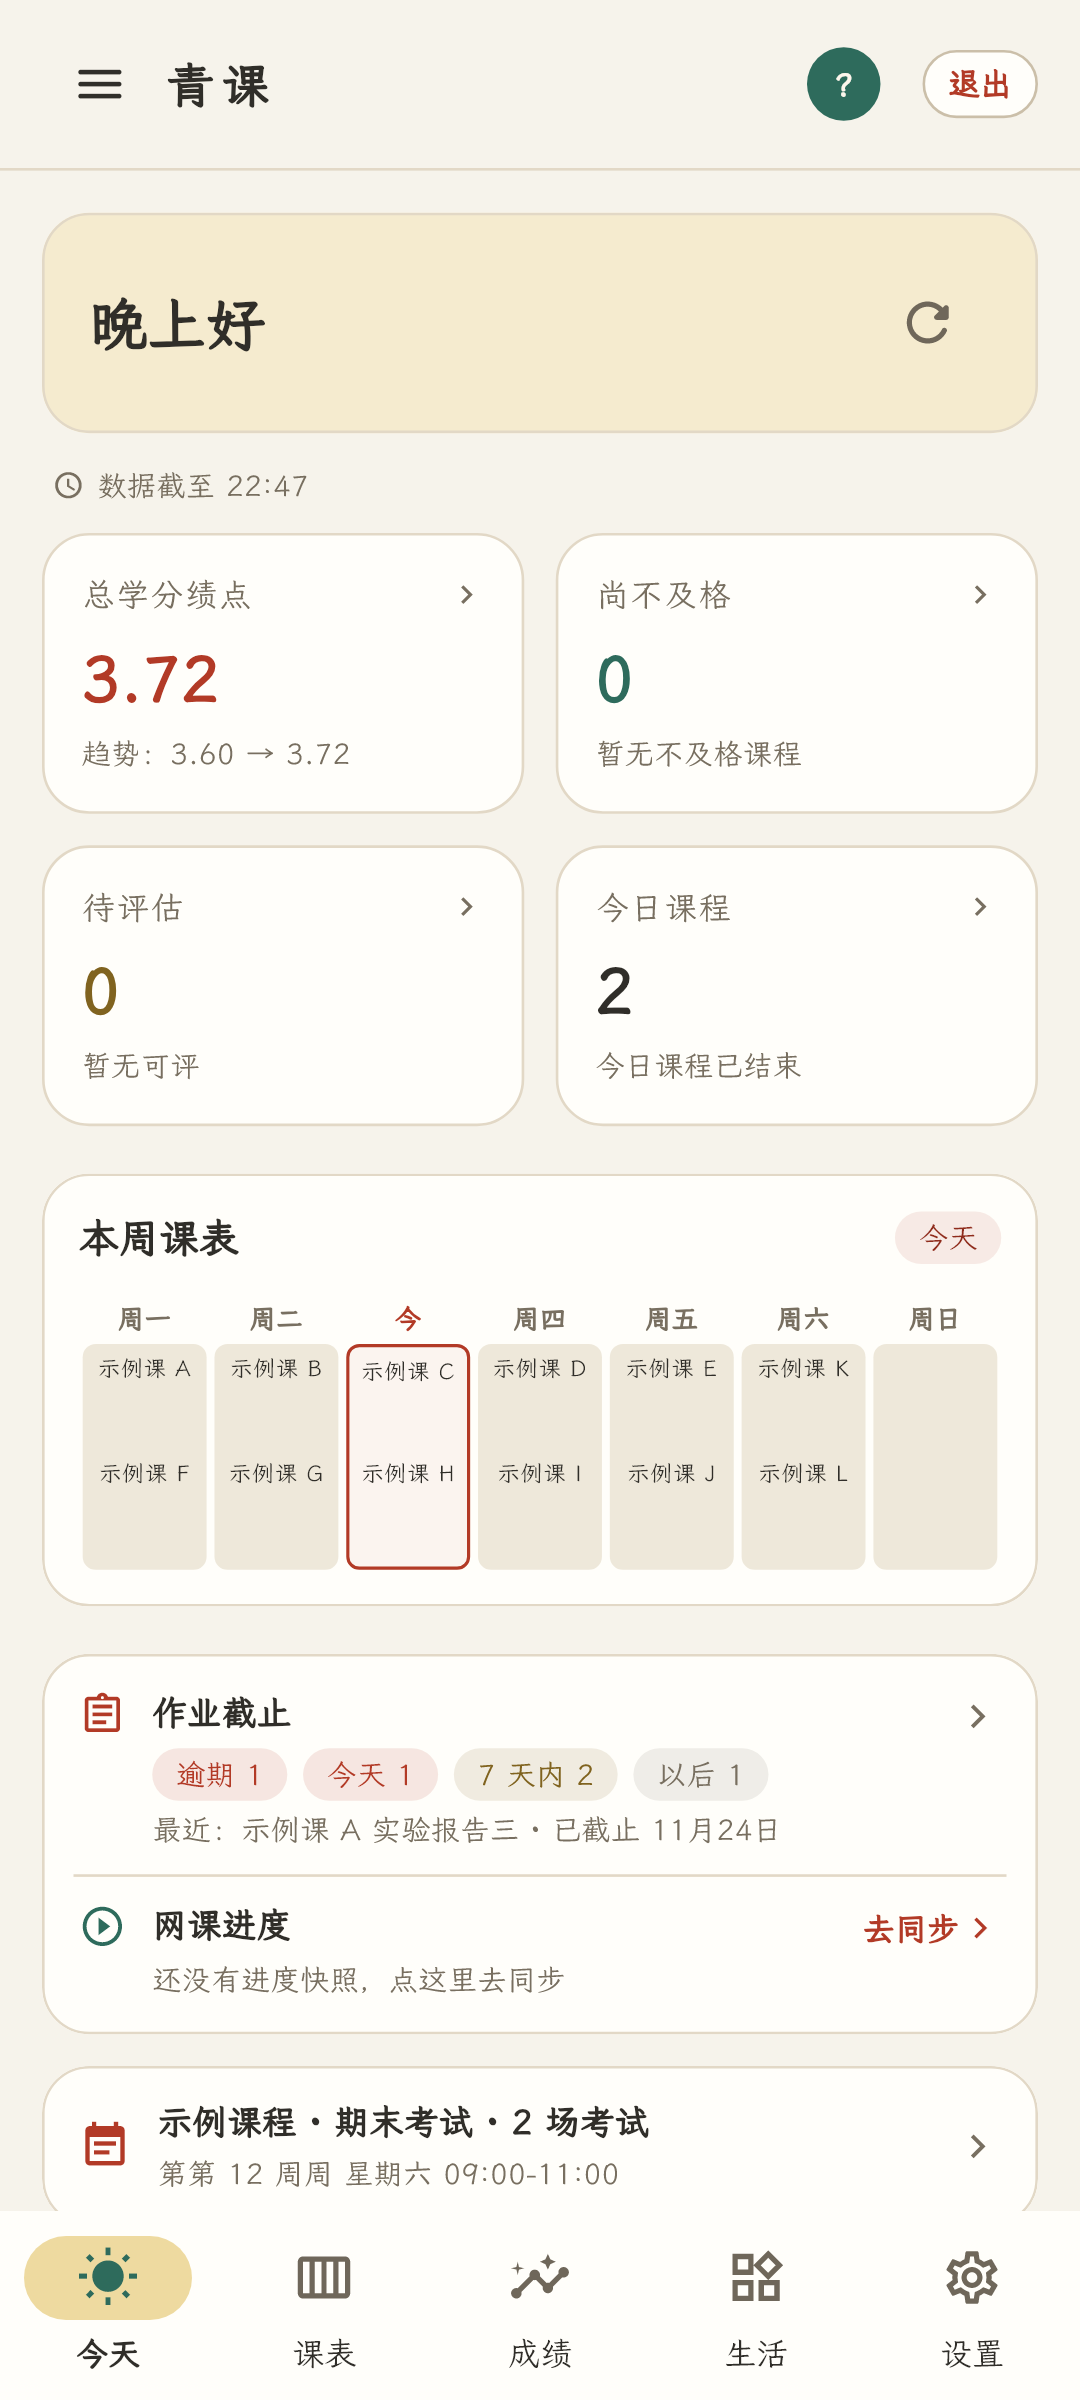 青课
?
退出
晚上好
数据截至 22:47
总学分绩点
3.72
趋势：3.60 → 3.72
尚不及格
0
暂无不及格课程
待评估
0
暂无可评
今日课程
2
今日课程已结束
本周课表
今天
周一 周二 今 周四 周五 周六 周日
示例课 A 示例课 B 示例课 C 示例课 D 示例课 E 示例课 K
示例课 F 示例课 G 示例课 H 示例课 I 示例课 J 示例课 L
作业截止
逾期 1 今天 1 7 天内 2 以后 1
最近：示例课 A 实验报告三 · 已截止 11月24日
网课进度
去同步
还没有进度快照，点这里去同步
示例课程 · 期末考试 · 2 场考试
第第 12 周周 星期六 09:00-11:00
今天 课表 成绩 生活 设置